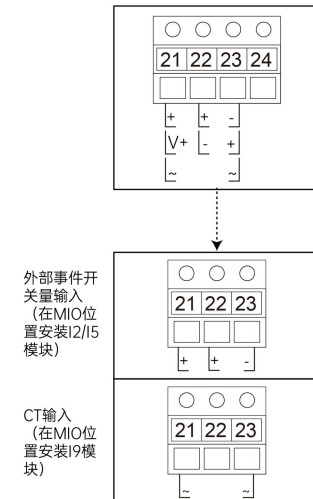 21 22 23 24
+ + -
V+ - +
~ ~
外部事件开
关量输入
（在MIO位
置安装I2/I5
模块）
21 22 23
+ + -
CT输入
（在MIO位
置安装I9模
块）
21 22 23
~ ~